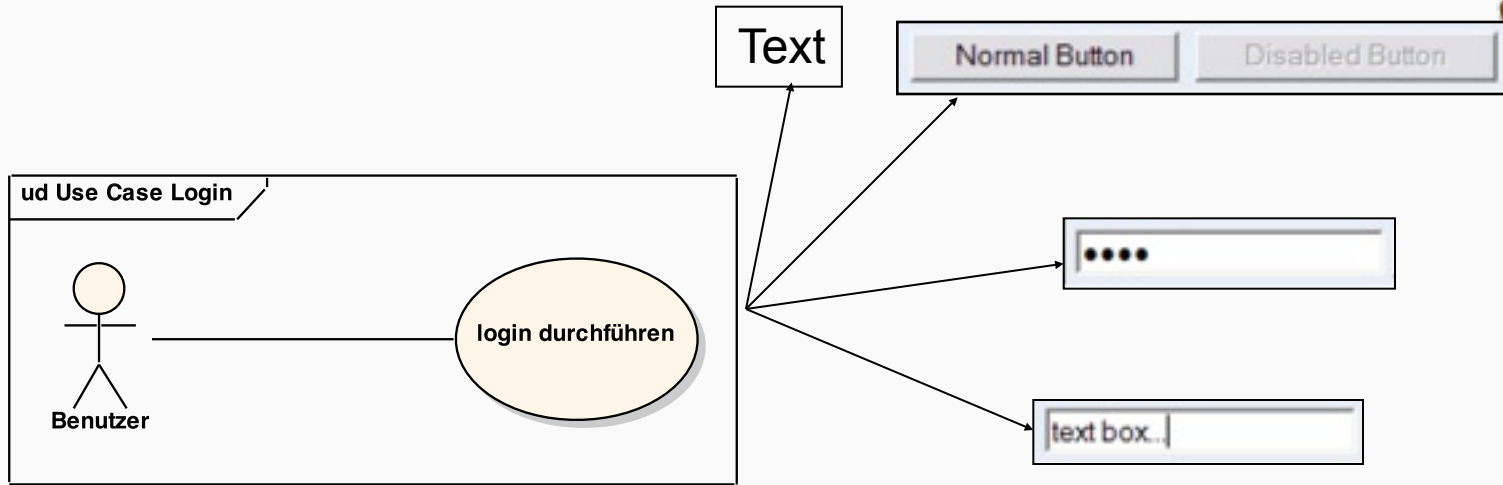 Text
Normal Button
Disabled Button
ud Use Case Login
login durchführen
Benutzer
••••
text box...